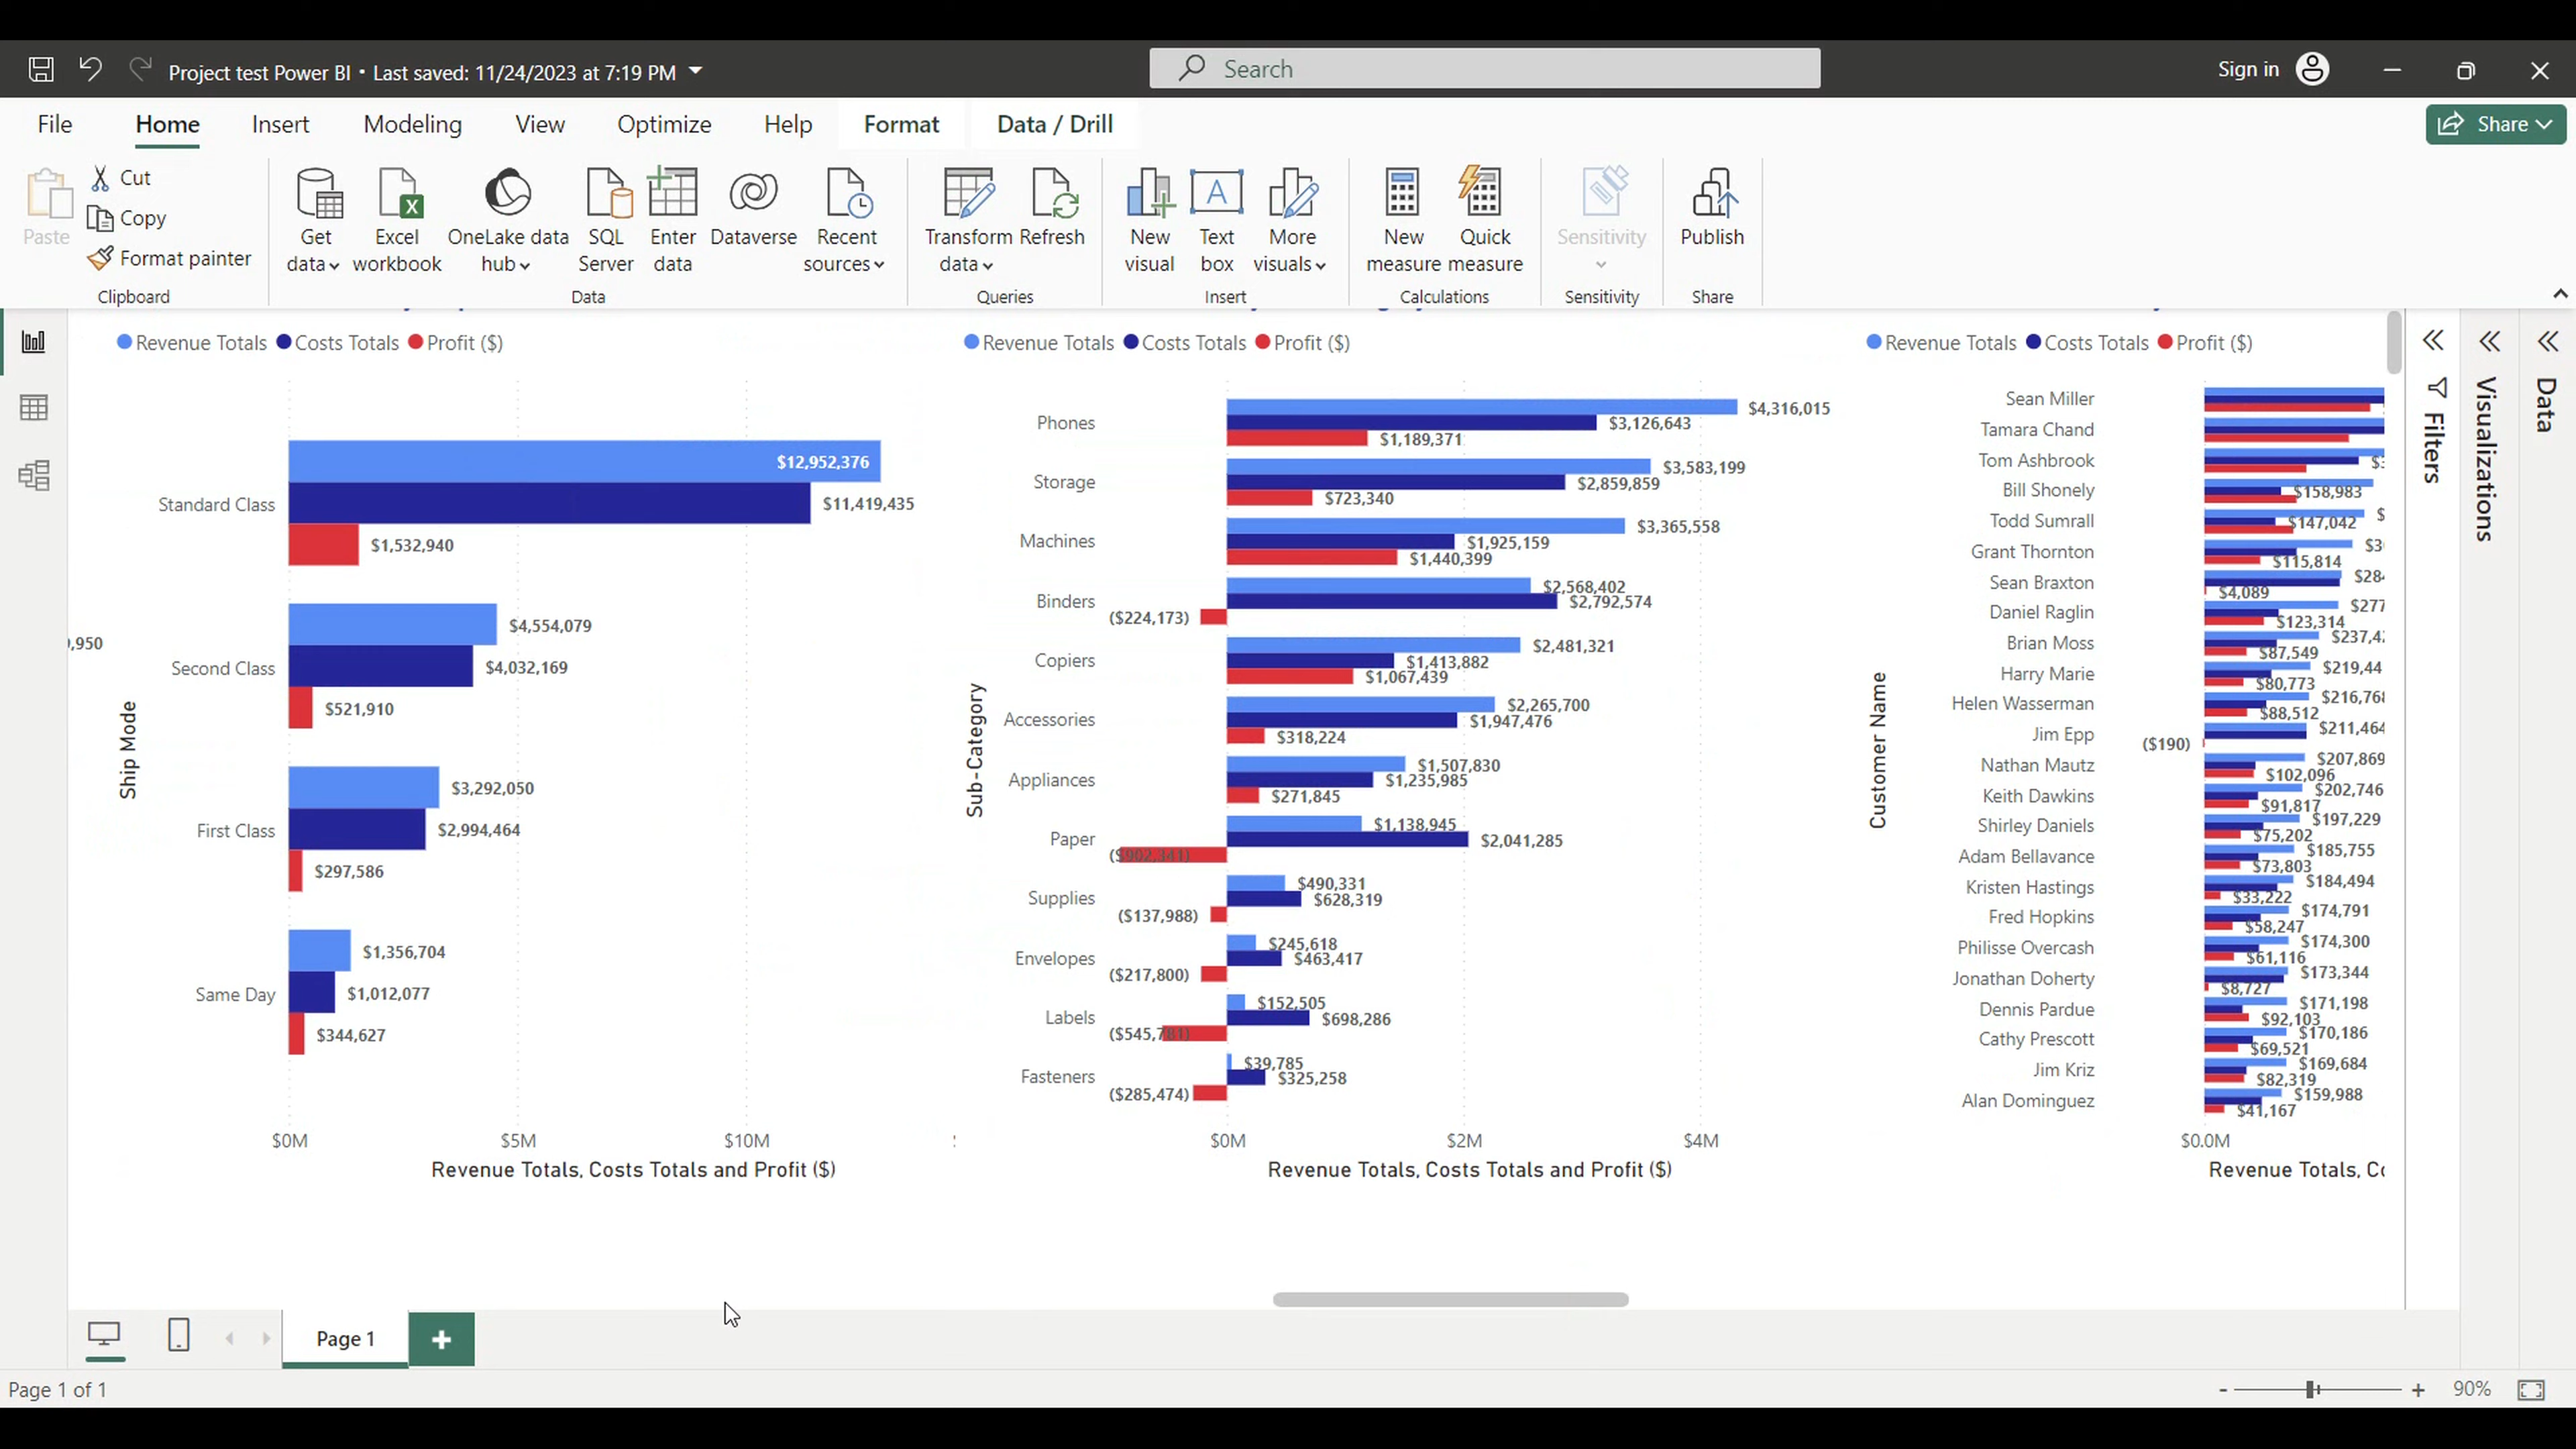 Project test Power BI • Last saved: 11/24/2023 at 7:19 PM
Search
Sign in
File
Home
Insert
Modeling
View
Optimize
Help
Format
Data / Drill
Share
Paste
Cut
Copy
Format painter
Clipboard
Get data
Excel workbook
OneLake data hub
SQL Server
Enter data
Dataverse
Recent sources
Data
Transform data
Refresh
Queries
New visual
Text box
More visuals
Insert
New measure
Quick measure
Calculations
Sensitivity
Sensitivity
Publish
Share
Revenue Totals Costs Totals Profit ($)
Ship Mode
Standard Class
$12,952,376
$11,419,435
$1,532,940
Second Class
$4,554,079
$4,032,169
$521,910
First Class
$3,292,050
$2,994,464
$297,586
Same Day
$1,356,704
$1,012,077
$344,627
$0M $5M $10M
Revenue Totals, Costs Totals and Profit ($)
Revenue Totals Costs Totals Profit ($)
Sub-Category
Phones
$4,316,015
$3,126,643
$1,189,371
Storage
$3,583,199
$2,859,859
$723,340
Machines
$3,365,558
$1,925,159
$1,440,399
Binders
$2,568,402
$2,792,574
($224,173)
Copiers
$2,481,321
$1,413,882
$1,067,439
Accessories
$2,265,700
$1,947,476
$318,224
Appliances
$1,507,830
$1,235,985
$271,845
Paper
$1,138,945
$2,041,285
($902,341)
Supplies
$490,331
$628,319
($137,988)
Envelopes
$245,618
$463,417
($217,800)
Labels
$152,505
$698,286
($545,781)
Fasteners
$39,785
$325,258
($285,474)
$0M $2M $4M
Revenue Totals, Costs Totals and Profit ($)
Revenue Totals Costs Totals Profit ($)
Customer Name
Sean Miller
Tamara Chand
Tom Ashbrook
Bill Shonely
$158,983
Todd Sumrall
$147,042
Grant Thornton
$115,814
Sean Braxton
$4,089
Daniel Raglin
$123,314
Brian Moss
$87,549
Harry Marie
$80,773
Helen Wasserman
$216,768
$88,512
Jim Epp
$211,464
($190)
Nathan Mautz
$207,869
$102,096
Keith Dawkins
$202,746
$91,817
Shirley Daniels
$197,229
$75,202
Adam Bellavance
$185,755
$73,803
Kristen Hastings
$184,494
$33,222
Fred Hopkins
$174,791
$58,247
Philisse Overcash
$174,300
$61,116
Jonathan Doherty
$173,344
$8,727
Dennis Pardue
$171,198
$92,103
Cathy Prescott
$170,186
$69,521
Jim Kriz
$169,684
$82,319
Alan Dominguez
$159,988
$41,167
$0.0M
Revenue Totals,
Filters
Visualizations
Data
Page 1
Page 1 of 1
90%